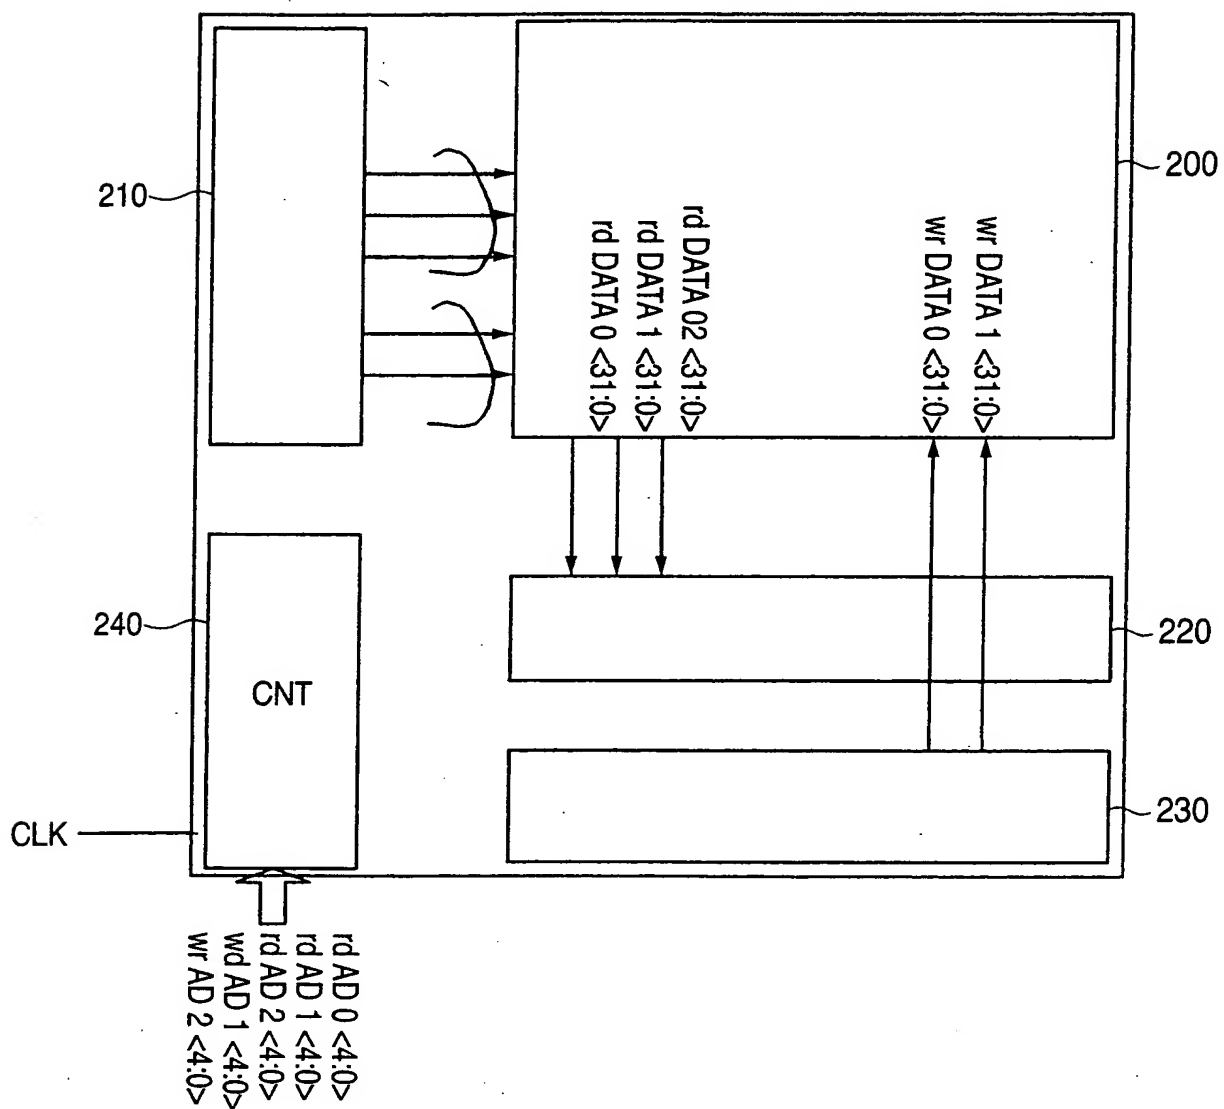 210
200
rd DATA 0 <31:0>
rd DATA 1 <31:0>
rd DATA 02 <31:0>
wr DATA 0 <31:0>
wr DATA 1 <31:0>
240
CNT
220
230
CLK
rd AD 0 <4:0>
rd AD 1 <4:0>
rd AD 2 <4:0>
wd AD 1 <4:0>
wr AD 2 <4:0>